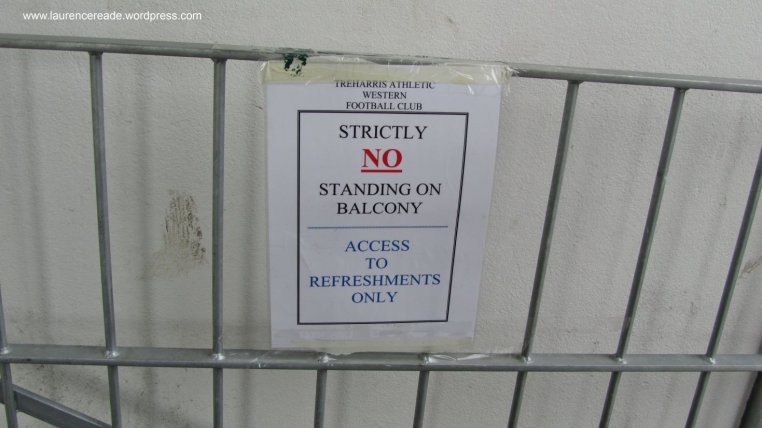 www.laurencereade.wordpress.com
TREHARRIS ATHLETIC
WESTERN
FOOTBALL CLUB
STRICTLY
NO
STANDING ON
BALCONY
ACCESS
TO
REFRESHMENTS
ONLY